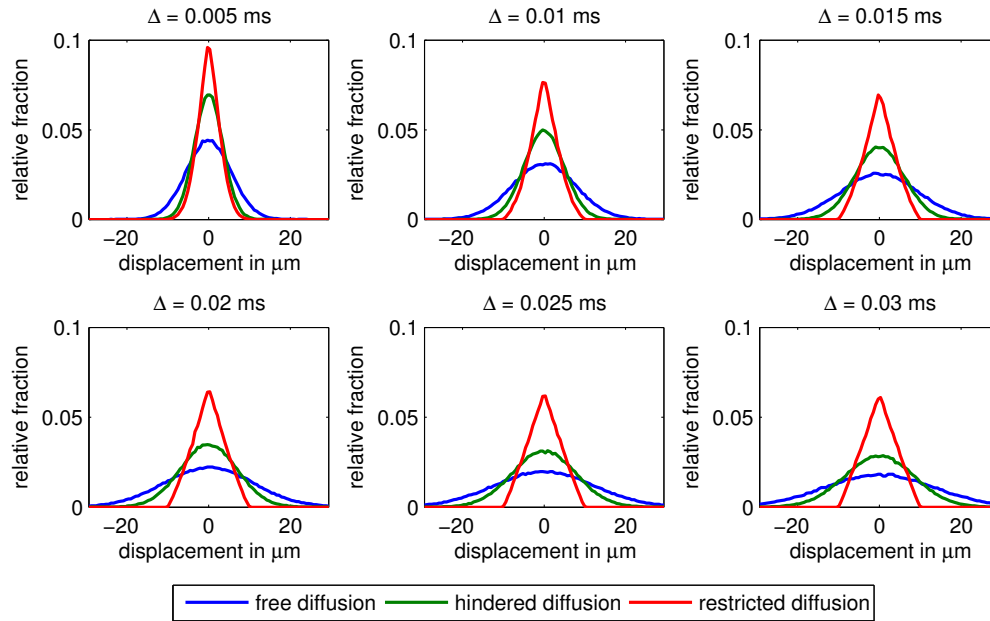 Δ = 0.005 ms
Δ = 0.01 ms
Δ = 0.015 ms
relative fraction
0.1
0.05
0
−20 0 20
displacement in μm
relative fraction
0.1
0.05
0
−20 0 20
displacement in μm
relative fraction
0.1
0.05
0
−20 0 20
displacement in μm
Δ = 0.02 ms
Δ = 0.025 ms
Δ = 0.03 ms
relative fraction
0.1
0.05
0
−20 0 20
displacement in μm
relative fraction
0.1
0.05
0
−20 0 20
displacement in μm
relative fraction
0.1
0.05
0
−20 0 20
displacement in μm
free diffusion hindered diffusion restricted diffusion